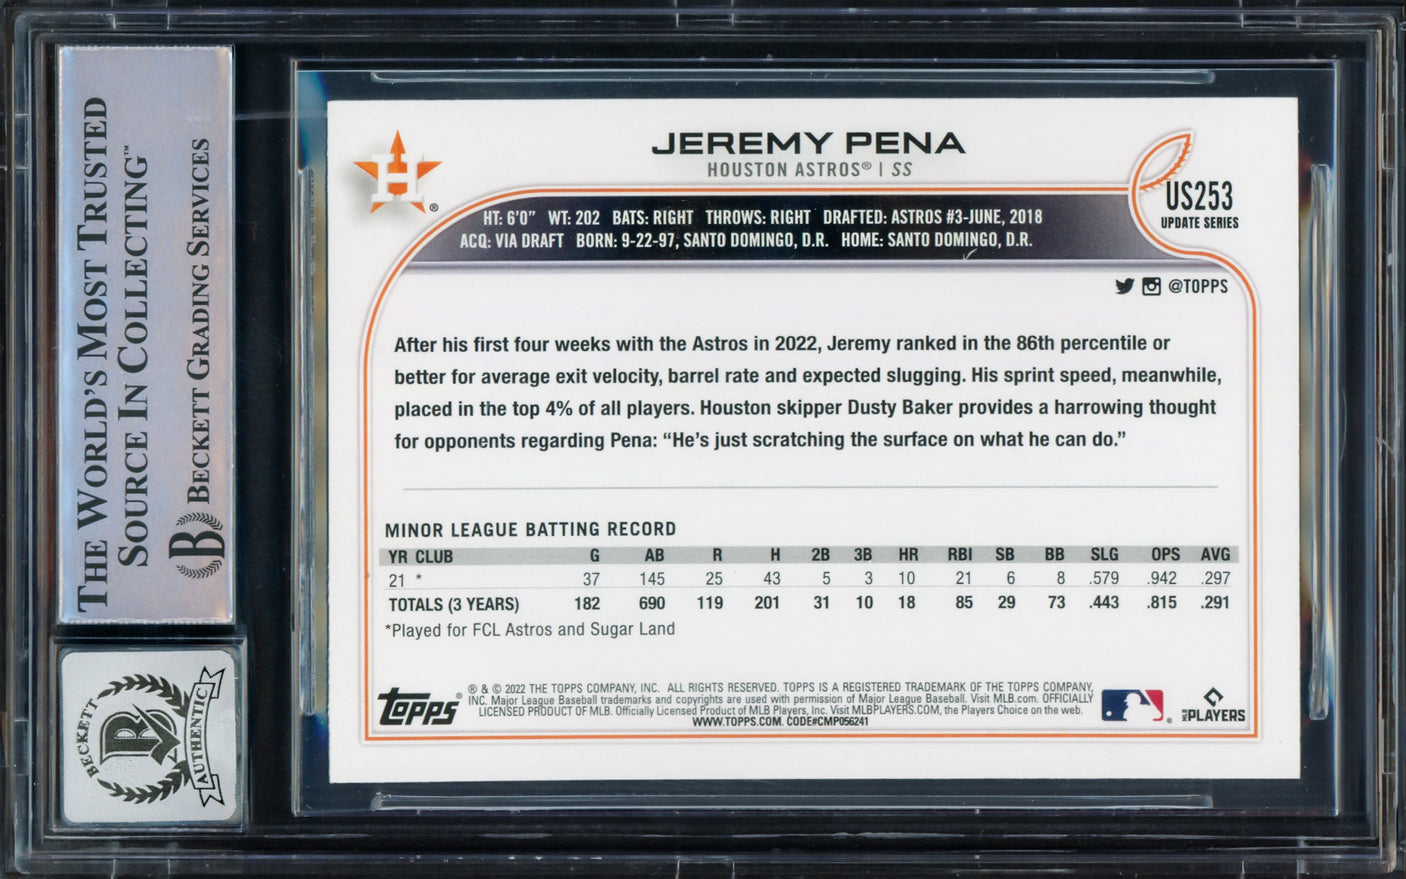 THE WORLD'S MOST TRUSTED
SOURCE IN COLLECTING™
B BECKETT GRADING SERVICES
BECKETT
BV
AUTHENTIC
H ®
JEREMY PENA
HOUSTON ASTROS® | SS
US253
UPDATE SERIES
HT: 6'0" WT: 202 BATS: RIGHT THROWS: RIGHT DRAFTED: ASTROS #3-JUNE, 2018
ACQ: VIA DRAFT BORN: 9-22-97, SANTO DOMINGO, D.R. HOME: SANTO DOMINGO, D.R.
@TOPPS
After his first four weeks with the Astros in 2022, Jeremy ranked in the 86th percentile or
better for average exit velocity, barrel rate and expected slugging. His sprint speed, meanwhile,
placed in the top 4% of all players. Houston skipper Dusty Baker provides a harrowing thought
for opponents regarding Pena: “He's just scratching the surface on what he can do.”
MINOR LEAGUE BATTING RECORD
YR CLUB G AB R H 2B 3B HR RBI SB BB SLG OPS AVG
21 * 37 145 25 43 5 3 10 21 6 8 .579 .942 .297
TOTALS (3 YEARS) 182 690 119 201 31 10 18 85 29 73 .443 .815 .291
*Played for FCL Astros and Sugar Land
topps®
® & © 2022 THE TOPPS COMPANY, INC. ALL RIGHTS RESERVED. TOPPS IS A REGISTERED TRADEMARK OF THE TOPPS COMPANY,
INC. Major League Baseball trademarks and copyrights are used with permission of Major League Baseball. Visit MLB.com. OFFICIALLY
LICENSED PRODUCT OF MLB. Officially Licensed Product of MLB Players, Inc. Visit MLBPLAYERS.COM, the Players Choice on the web.
WWW.TOPPS.COM. CODE#CMP056241
MLB PLAYERS